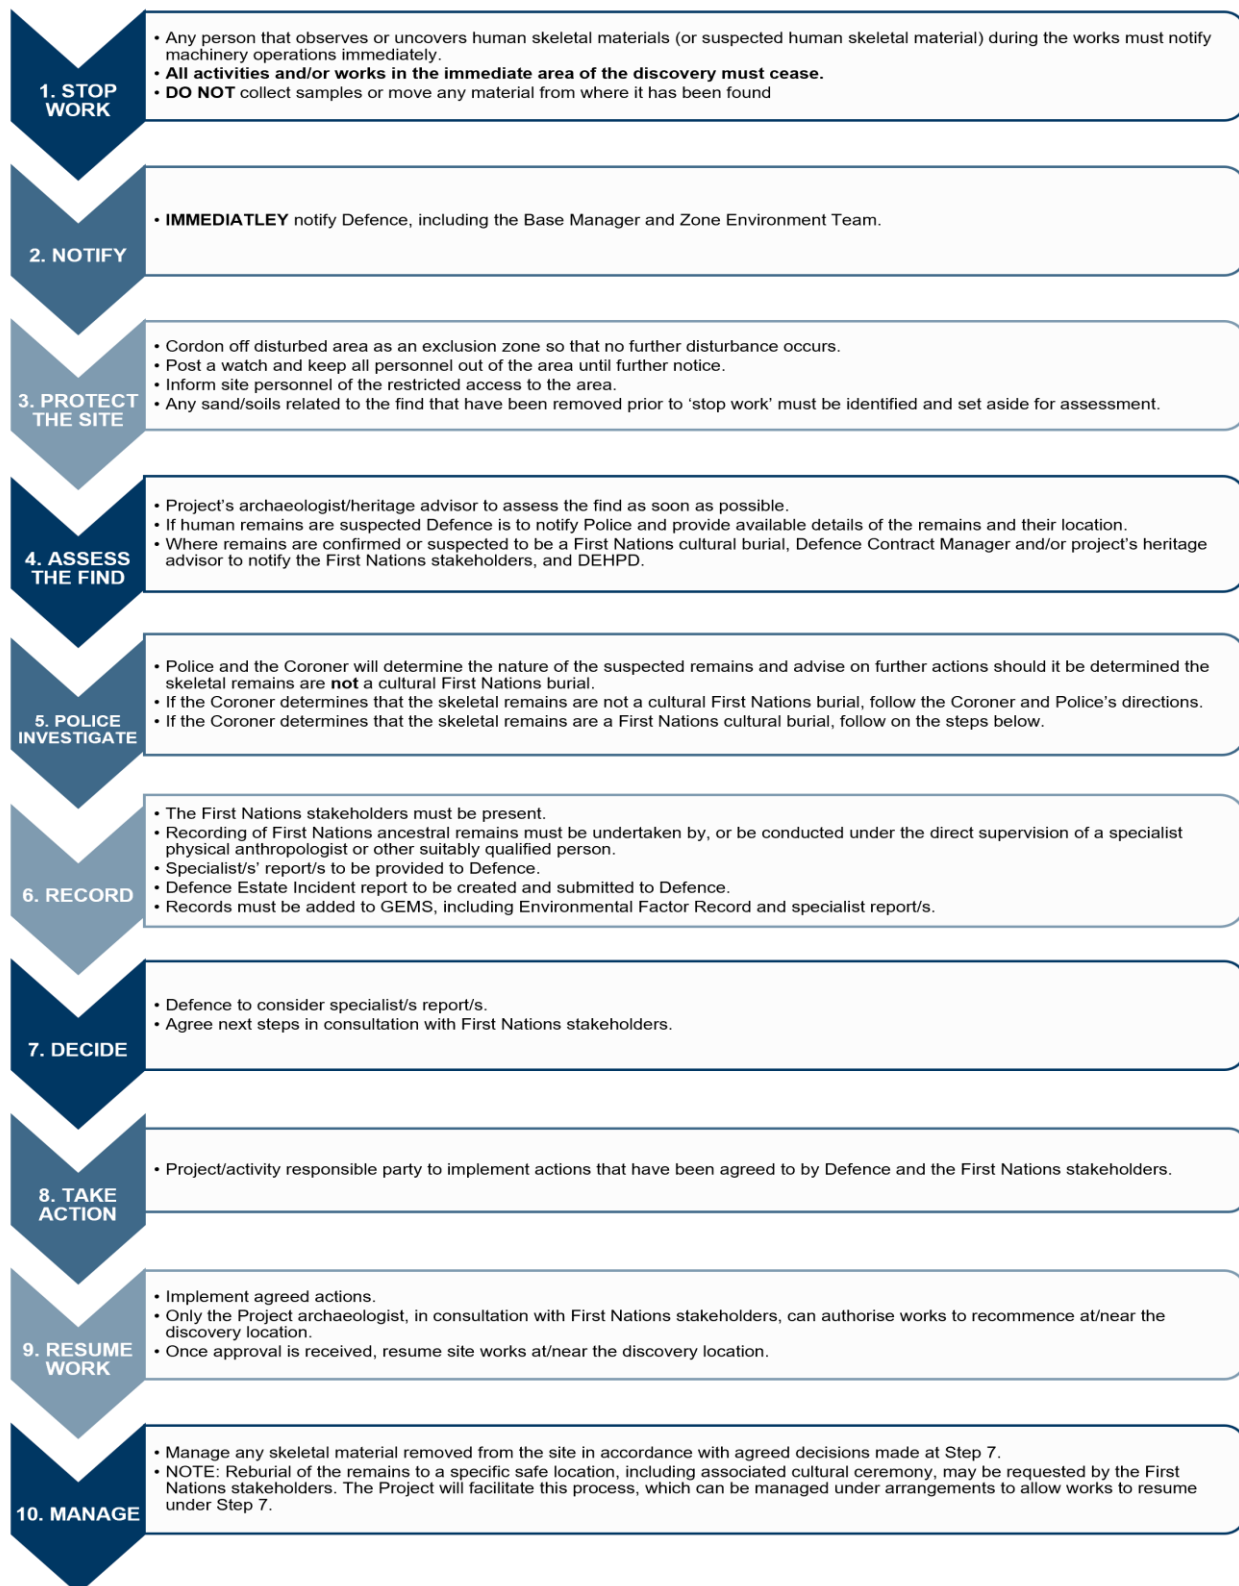 1. STOP
WORK
• Any person that observes or uncovers human skeletal materials (or suspected human skeletal material) during the works must notify
machinery operations immediately.
• All activities and/or works in the immediate area of the discovery must cease.
• DO NOT collect samples or move any material from where it has been found
2. NOTIFY
• IMMEDIATLEY notify Defence, including the Base Manager and Zone Environment Team.
3. PROTECT
THE SITE
• Cordon off disturbed area as an exclusion zone so that no further disturbance occurs.
• Post a watch and keep all personnel out of the area until further notice.
• Inform site personnel of the restricted access to the area.
• Any sand/soils related to the find that have been removed prior to ‘stop work’ must be identified and set aside for assessment.
4. ASSESS
THE FIND
• Project’s archaeologist/heritage advisor to assess the find as soon as possible.
• If human remains are suspected Defence is to notify Police and provide available details of the remains and their location.
• Where remains are confirmed or suspected to be a First Nations cultural burial, Defence Contract Manager and/or project’s heritage
advisor to notify the First Nations stakeholders, and DEHPD.
5. POLICE
INVESTIGATE
• Police and the Coroner will determine the nature of the suspected remains and advise on further actions should it be determined the
skeletal remains are not a cultural First Nations burial.
• If the Coroner determines that the skeletal remains are not a cultural First Nations burial, follow the Coroner and Police’s directions.
• If the Coroner determines that the skeletal remains are a First Nations cultural burial, follow on the steps below.
6. RECORD
• The First Nations stakeholders must be present.
• Recording of First Nations ancestral remains must be undertaken by, or be conducted under the direct supervision of a specialist
physical anthropologist or other suitably qualified person.
• Specialist/s’ report/s to be provided to Defence.
• Defence Estate Incident report to be created and submitted to Defence.
• Records must be added to GEMS, including Environmental Factor Record and specialist report/s.
7. DECIDE
• Defence to consider specialist/s report/s.
• Agree next steps in consultation with First Nations stakeholders.
8. TAKE
ACTION
• Project/activity responsible party to implement actions that have been agreed to by Defence and the First Nations stakeholders.
9. RESUME
WORK
• Implement agreed actions.
• Only the Project archaeologist, in consultation with First Nations stakeholders, can authorise works to recommence at/near the
discovery location.
• Once approval is received, resume site works at/near the discovery location.
10. MANAGE
• Manage any skeletal material removed from the site in accordance with agreed decisions made at Step 7.
• NOTE: Reburial of the remains to a specific safe location, including associated cultural ceremony, may be requested by the First
Nations stakeholders. The Project will facilitate this process, which can be managed under arrangements to allow works to resume
under Step 7.